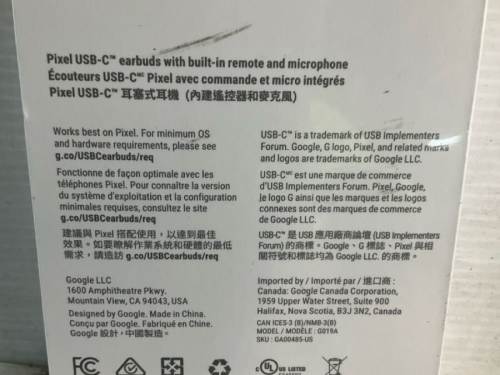 Pixel USB-C™ earbuds with built-in remote and microphone
Écouteurs USB-Cᴹᶜ Pixel avec commande et micro intégrés
Pixel USB-C™ 耳塞式耳機（內建遙控器和麥克風）
Works best on Pixel. For minimum OS
and hardware requirements, please see
g.co/USBCearbuds/req
Fonctionne de façon optimale avec les
téléphones Pixel. Pour connaître la version
du système d'exploitation et la configuration
minimales requises, consultez le site
g.co/USBCearbuds/req
建議與 Pixel 搭配使用，以達到最佳
效果。如要瞭解作業系統和硬體的最低
需求，請造訪 g.co/USBCearbuds/req
Google LLC
1600 Amphitheatre Pkwy.
Mountain View, CA 94043, USA
Designed by Google. Made in China.
Conçu par Google. Fabriqué en Chine.
Google 設計，中國製造。
USB-C™ is a trademark of USB Implementers
Forum. Google, G logo, Pixel, and related marks
and logos are trademarks of Google LLC.
USB-Cᴹᶜ est une marque de commerce
d'USB Implementers Forum. Pixel, Google,
le logo G ainsi que les marques et les logos
connexes sont des marques de commerce
de Google LLC.
USB-C™ 是 USB 應用廠商論壇 (USB Implementers
Forum) 的商標。Google、G 標誌、Pixel 與相
關符號和標誌均為 Google LLC. 的商標。
Imported by / Importé par / 進口商：
Canada: Google Canada Corporation,
1959 Upper Water Street, Suite 900
Halifax, Nova Scotia, B3J 3N2, Canada
CAN ICES-3 (B)/NMB-3(B)
MODEL / MODÈLE : G019A
SKU : GA00485-US
FC
c UL US LISTED